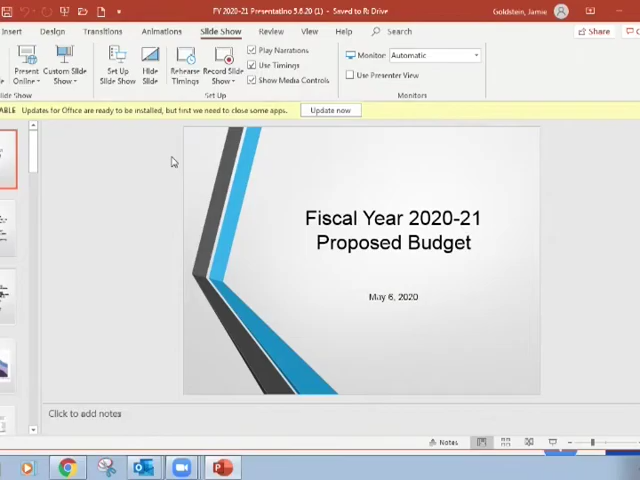 FY 2020-21 Presentation 5.6.20 (1) - Saved to R: Drive
Goldstein, Jamie
Insert Design Transitions Animations Slide Show Review View Help Search Share
Present Online
Custom Slide Show
Set Up Slide Show
Hide Slide
Rehearse Timings
Record Slide Show
Play Narrations
Use Timings
Show Media Controls
Monitor: Automatic
Use Presenter View
Set Up
Monitors
Updates for Office are ready to be installed, but first we need to close some apps.
Update now
Fiscal Year 2020-21
Proposed Budget
May 6, 2020
Click to add notes
Notes